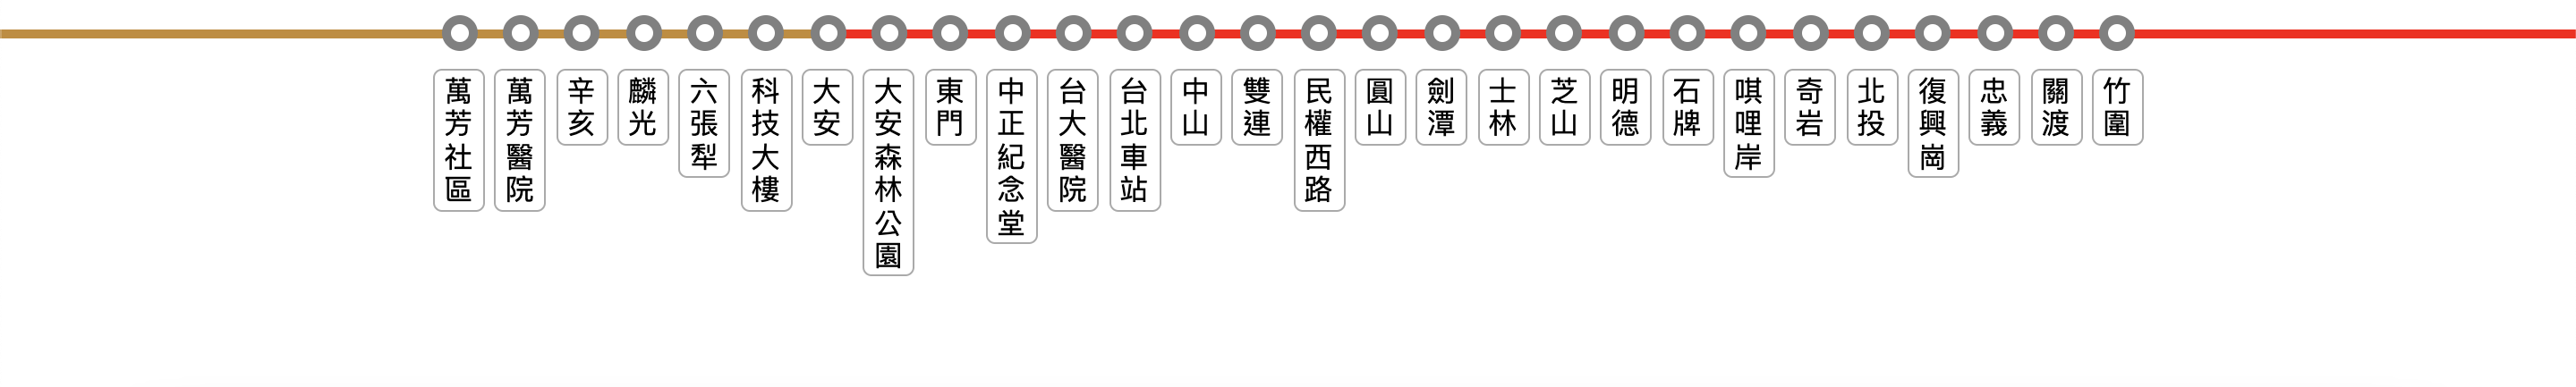 萬芳社區
萬芳醫院
辛亥
麟光
六張犁
科技大樓
大安
大安森林公園
東門
中正紀念堂
台大醫院
台北車站
中山
雙連
民權西路
圓山
劍潭
士林
芝山
明德
石牌
唭哩岸
奇岩
北投
復興崗
忠義
關渡
竹圍